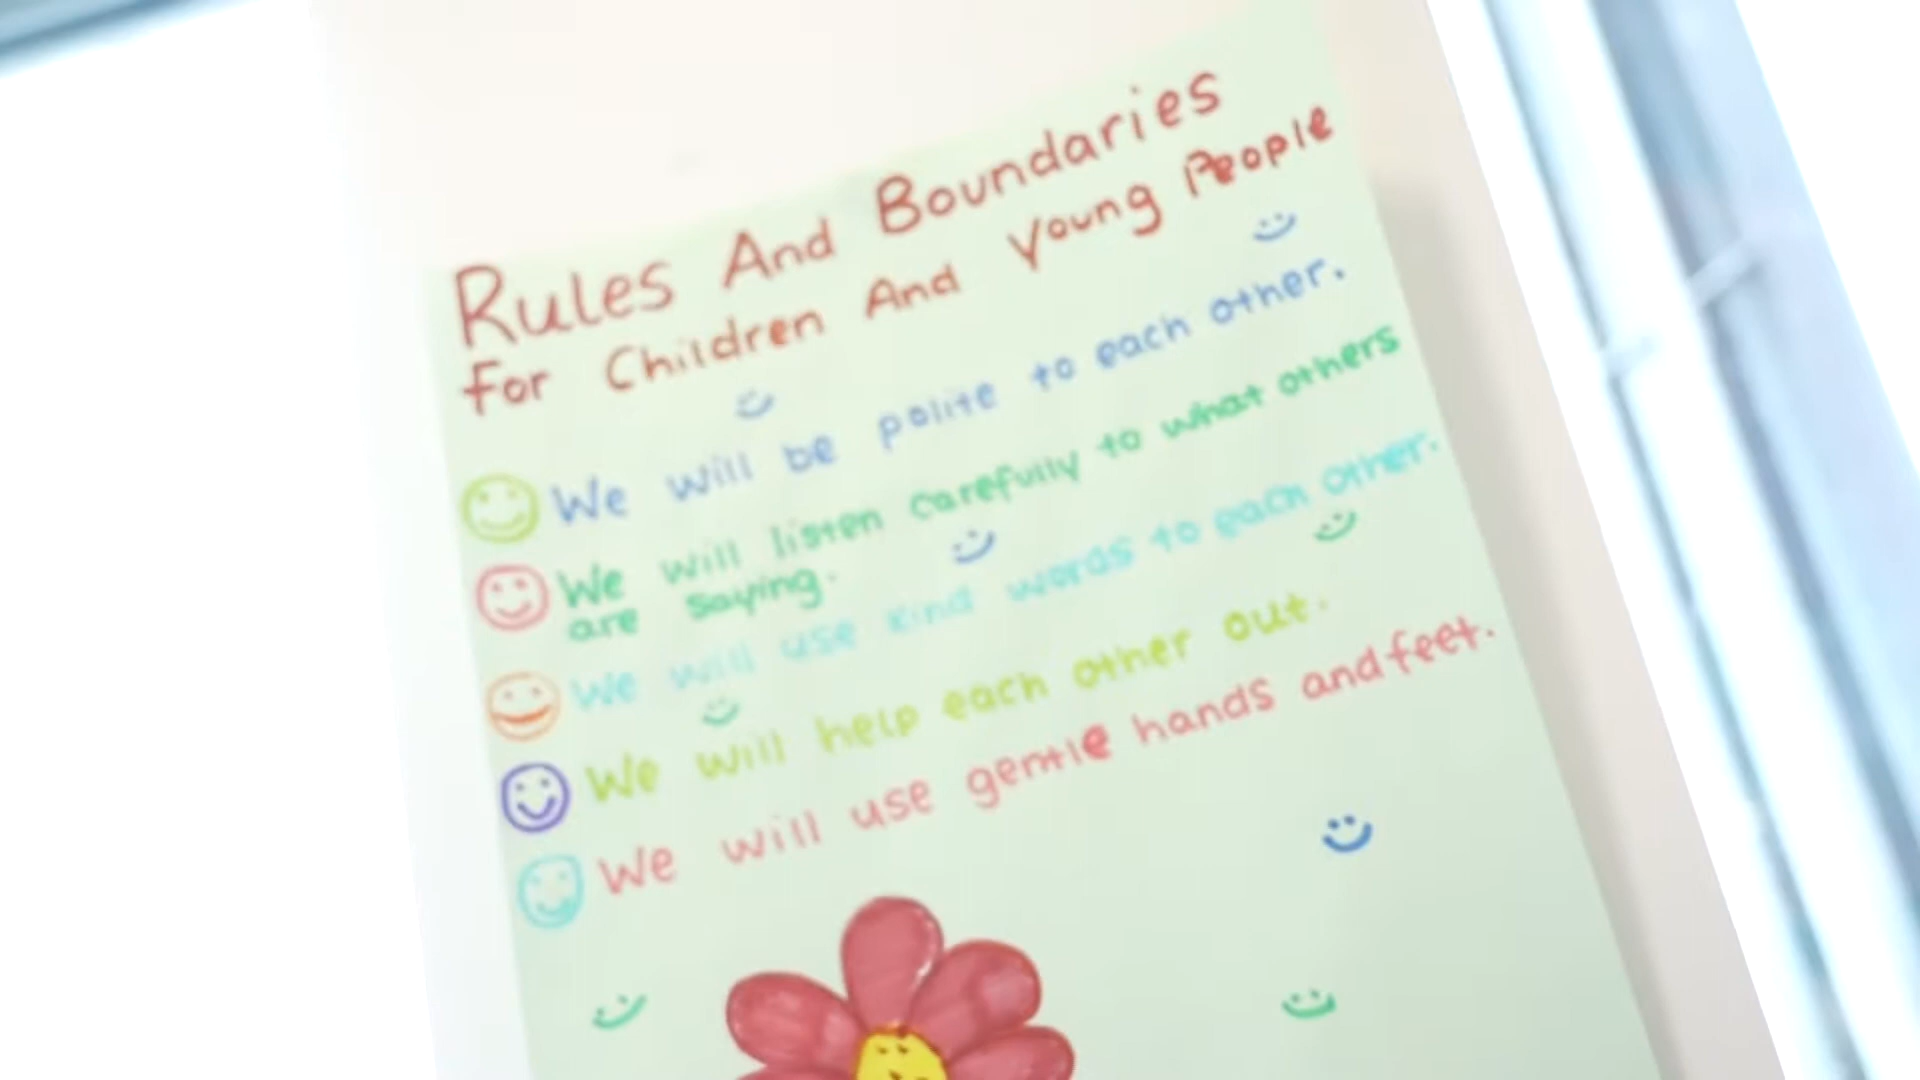 Rules And Boundaries
For Children And Young People
We will be polite to each other.
We will listen carefully to what others
are saying.
We will use kind words to each other.
We will help each other out.
We will use gentle hands and feet.